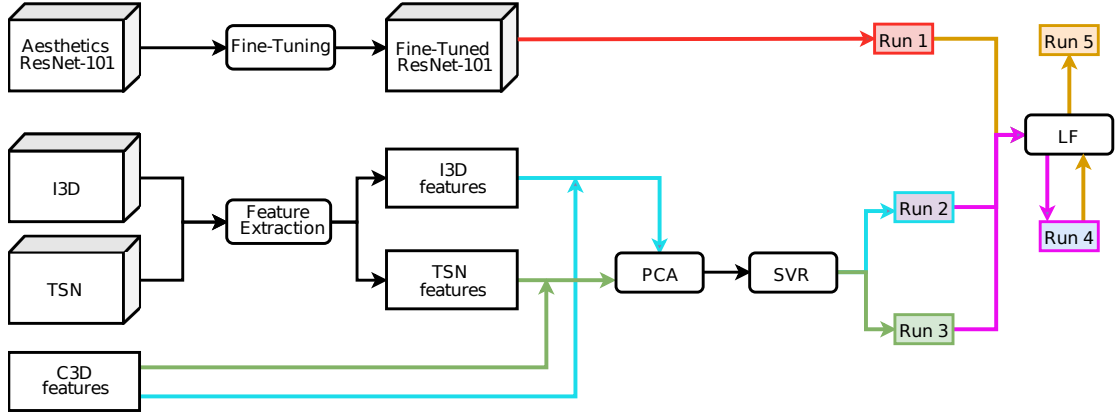 Aesthetics
ResNet-101
Fine-Tuning
Fine-Tuned
ResNet-101
Run 1
Run 5
LF
I3D
Feature
Extraction
I3D
features
Run 2
Run 4
TSN
TSN
features
PCA
SVR
Run 3
C3D
features